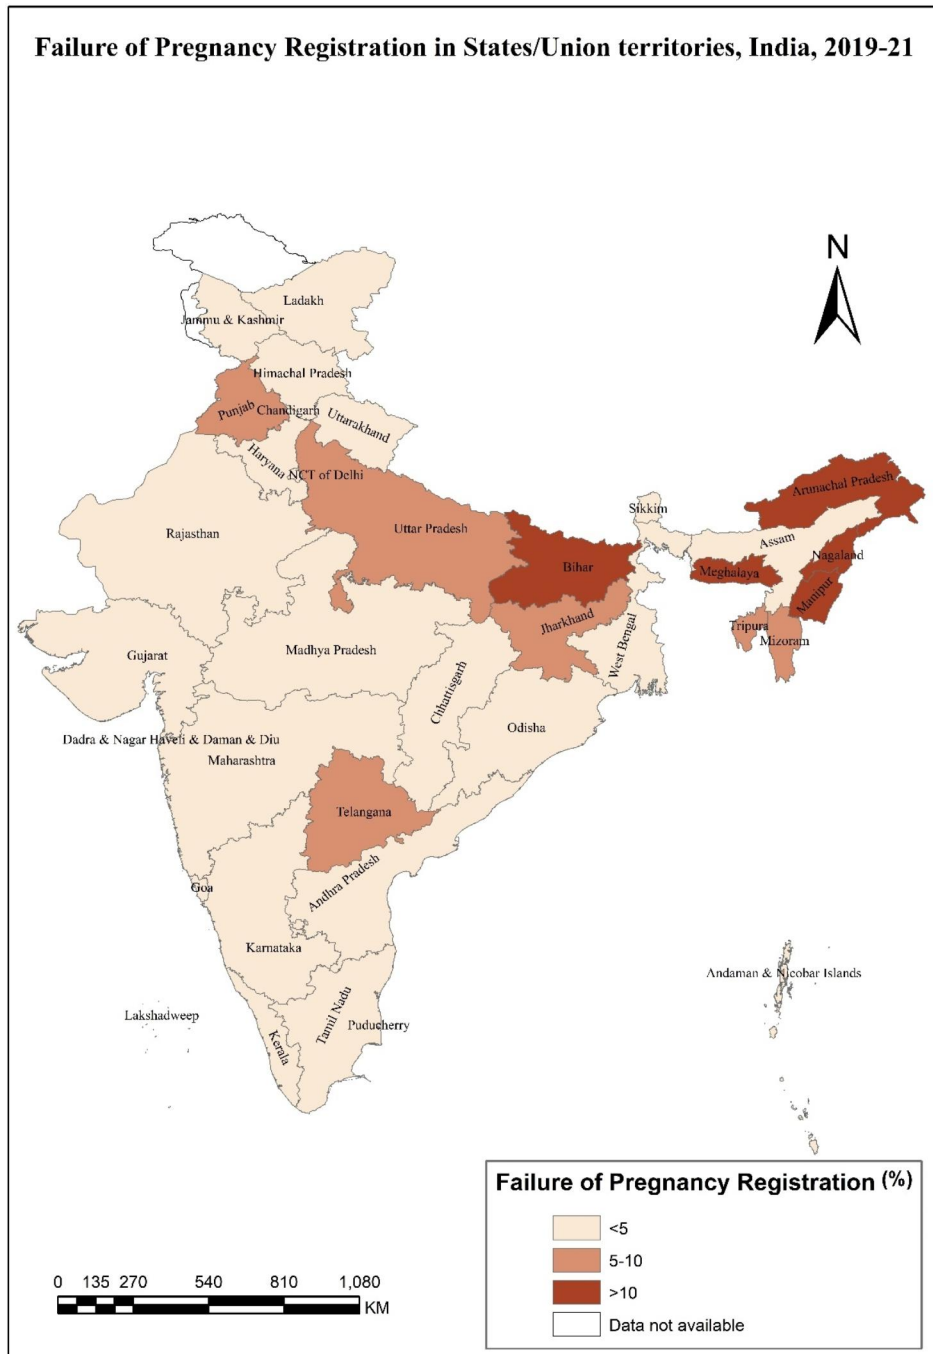 Failure of Pregnancy Registration in States/Union territories, India, 2019-21
N
Ladakh
Jammu & Kashmir
Himachal Pradesh
Punjab
Chandigarh
Uttarakhand
Haryana
NCT of Delhi
Arunachal Pradesh
Sikkim
Rajasthan
Uttar Pradesh
Assam
Nagaland
Bihar
Meghalaya
Manipur
Jharkhand
Tripura
Mizoram
West Bengal
Gujarat
Madhya Pradesh
Chhattisgarh
Odisha
Dadra & Nagar Haveli & Daman & Diu
Maharashtra
Telangana
Goa
Andhra Pradesh
Karnataka
Andaman & Nicobar Islands
Lakshadweep
Tamil Nadu
Puducherry
Kerala
Failure of Pregnancy Registration (%)
<5
5-10
>10
Data not available
0 135 270 540 810 1,080
KM